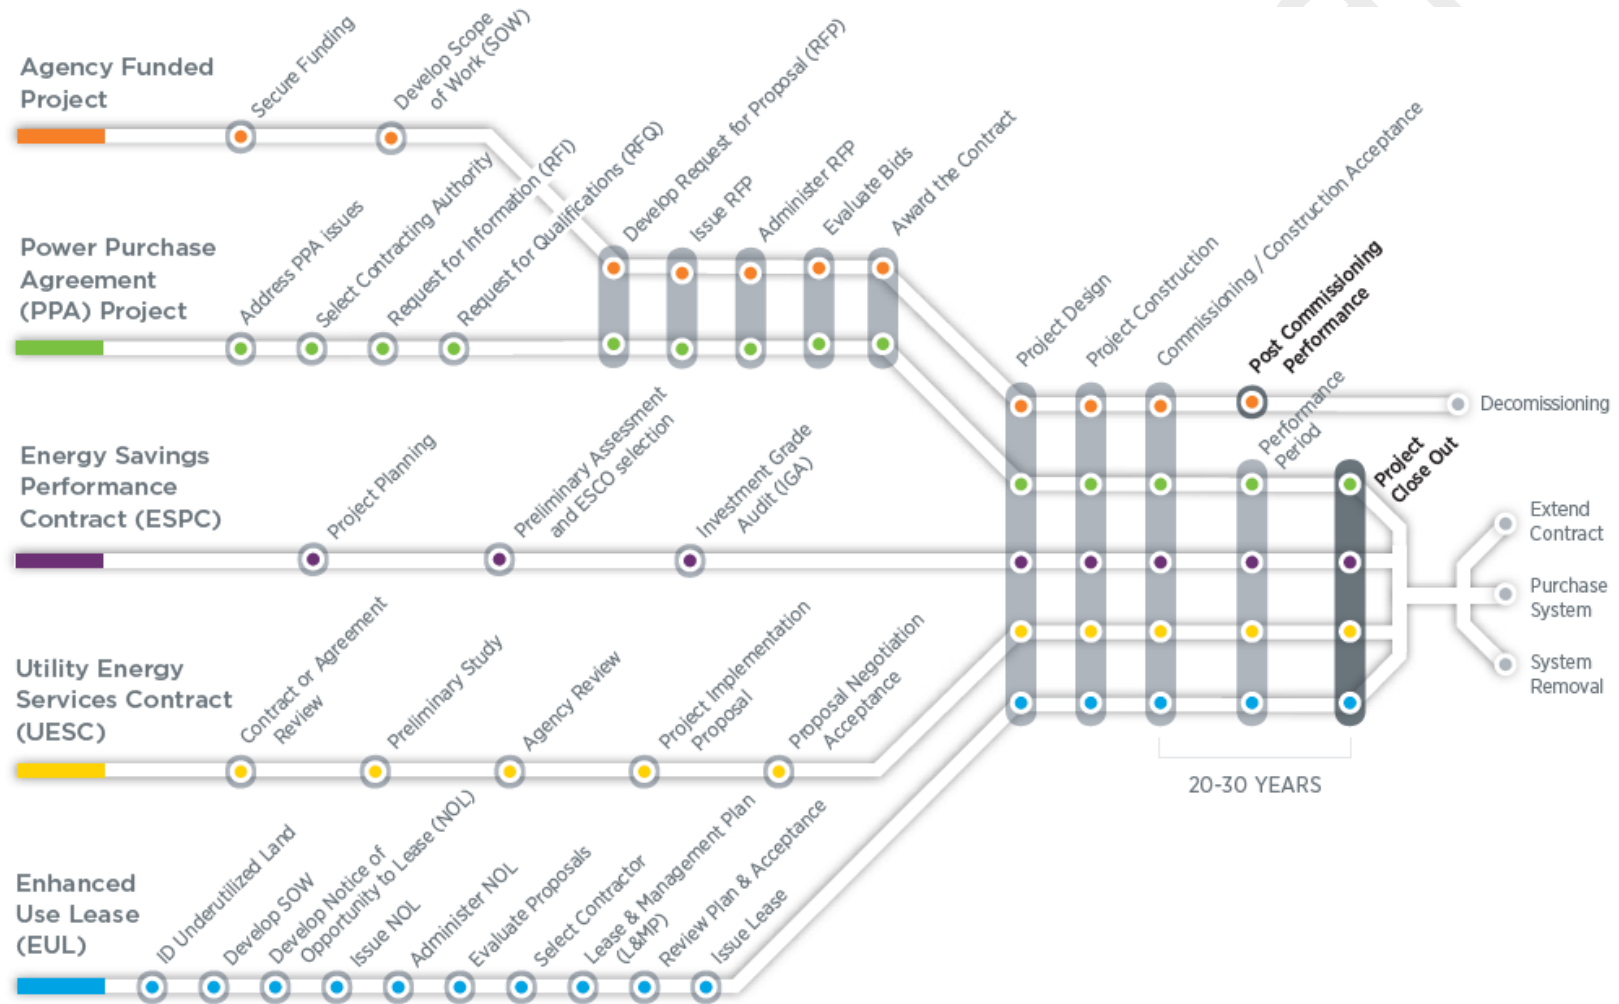 Agency Funded
Project
Secure Funding
Develop Scope
of Work (SOW)
Power Purchase
Agreement
(PPA) Project
Address PPA issues
Select Contracting Authority
Request for Information (RFI)
Request for Qualifications (RFQ)
Develop Request for Proposal (RFP)
Issue RFP
Administer RFP
Evaluate Bids
Award the Contract
Project Design
Project Construction
Commissioning / Construction Acceptance
Post Commissioning
Performance
Decomissioning
Performance
Period
Project
Close Out
Energy Savings
Performance
Contract (ESPC)
Project Planning
Preliminary Assessment
and ESCO selection
Investment Grade
Audit (IGA)
Extend
Contract
Purchase
System
System
Removal
Utility Energy
Services Contract
(UESC)
Contract or Agreement
Review
Preliminary Study
Agency Review
Project Implementation
Proposal
Proposal Negotiation
Acceptance
20-30 YEARS
Enhanced
Use Lease
(EUL)
ID Underutilized Land
Develop SOW
Develop Notice of
Opportunity to Lease (NOL)
Issue NOL
Administer NOL
Evaluate Proposals
Select Contractor
Lease & Management Plan
(L&MP)
Review Plan & Acceptance
Issue Lease